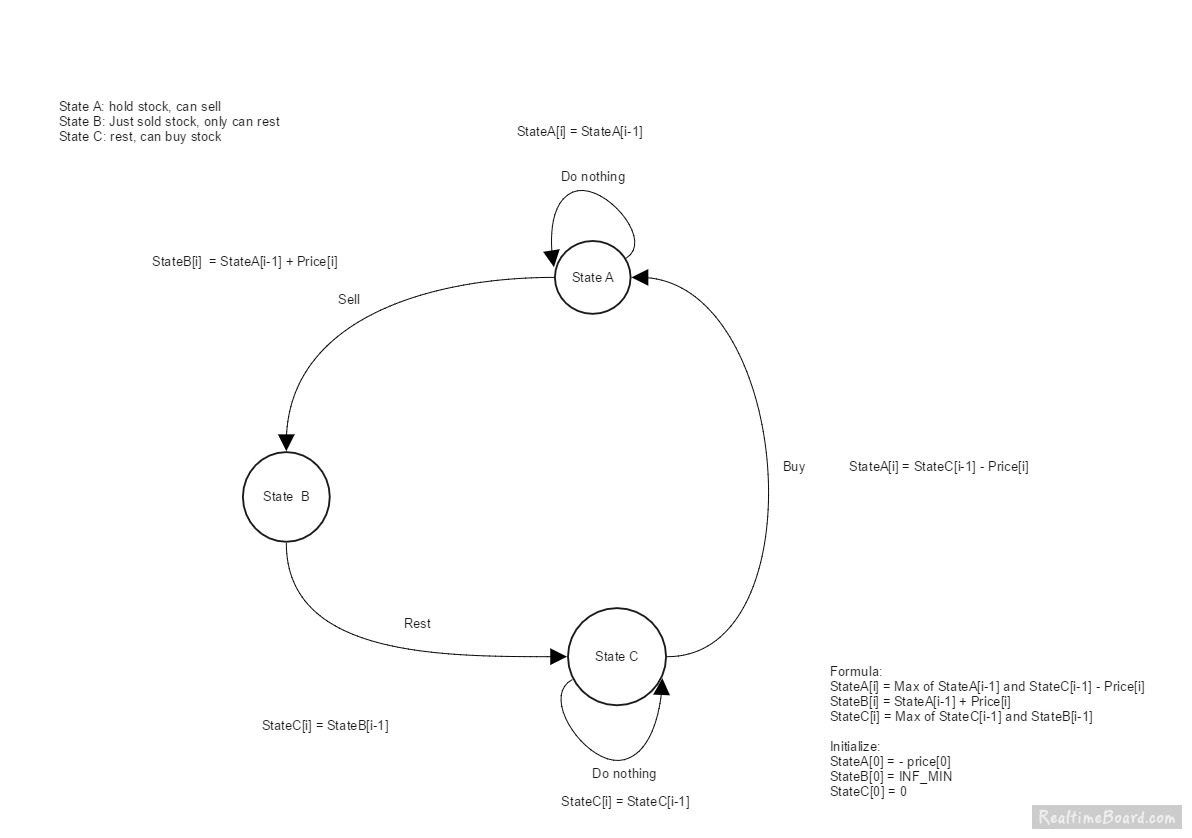 State A: hold stock, can sell
State B: Just sold stock, only can rest
State C: rest, can buy stock
StateA[i] = StateA[i-1]
Do nothing
StateB[i]  = StateA[i-1] + Price[i]
State A
Sell
Buy
StateA[i] = StateC[i-1] - Price[i]
State  B
Rest
State C
StateC[i] = StateB[i-1]
Do nothing
StateC[i] = StateC[i-1]
Formula:
StateA[i] = Max of StateA[i-1] and StateC[i-1] - Price[i]
StateB[i] = StateA[i-1] + Price[i]
StateC[i] = Max of StateC[i-1] and StateB[i-1]
Initialize:
StateA[0] = - price[0]
StateB[0] = INF_MIN
StateC[0] = 0
RealtimeBoard.com